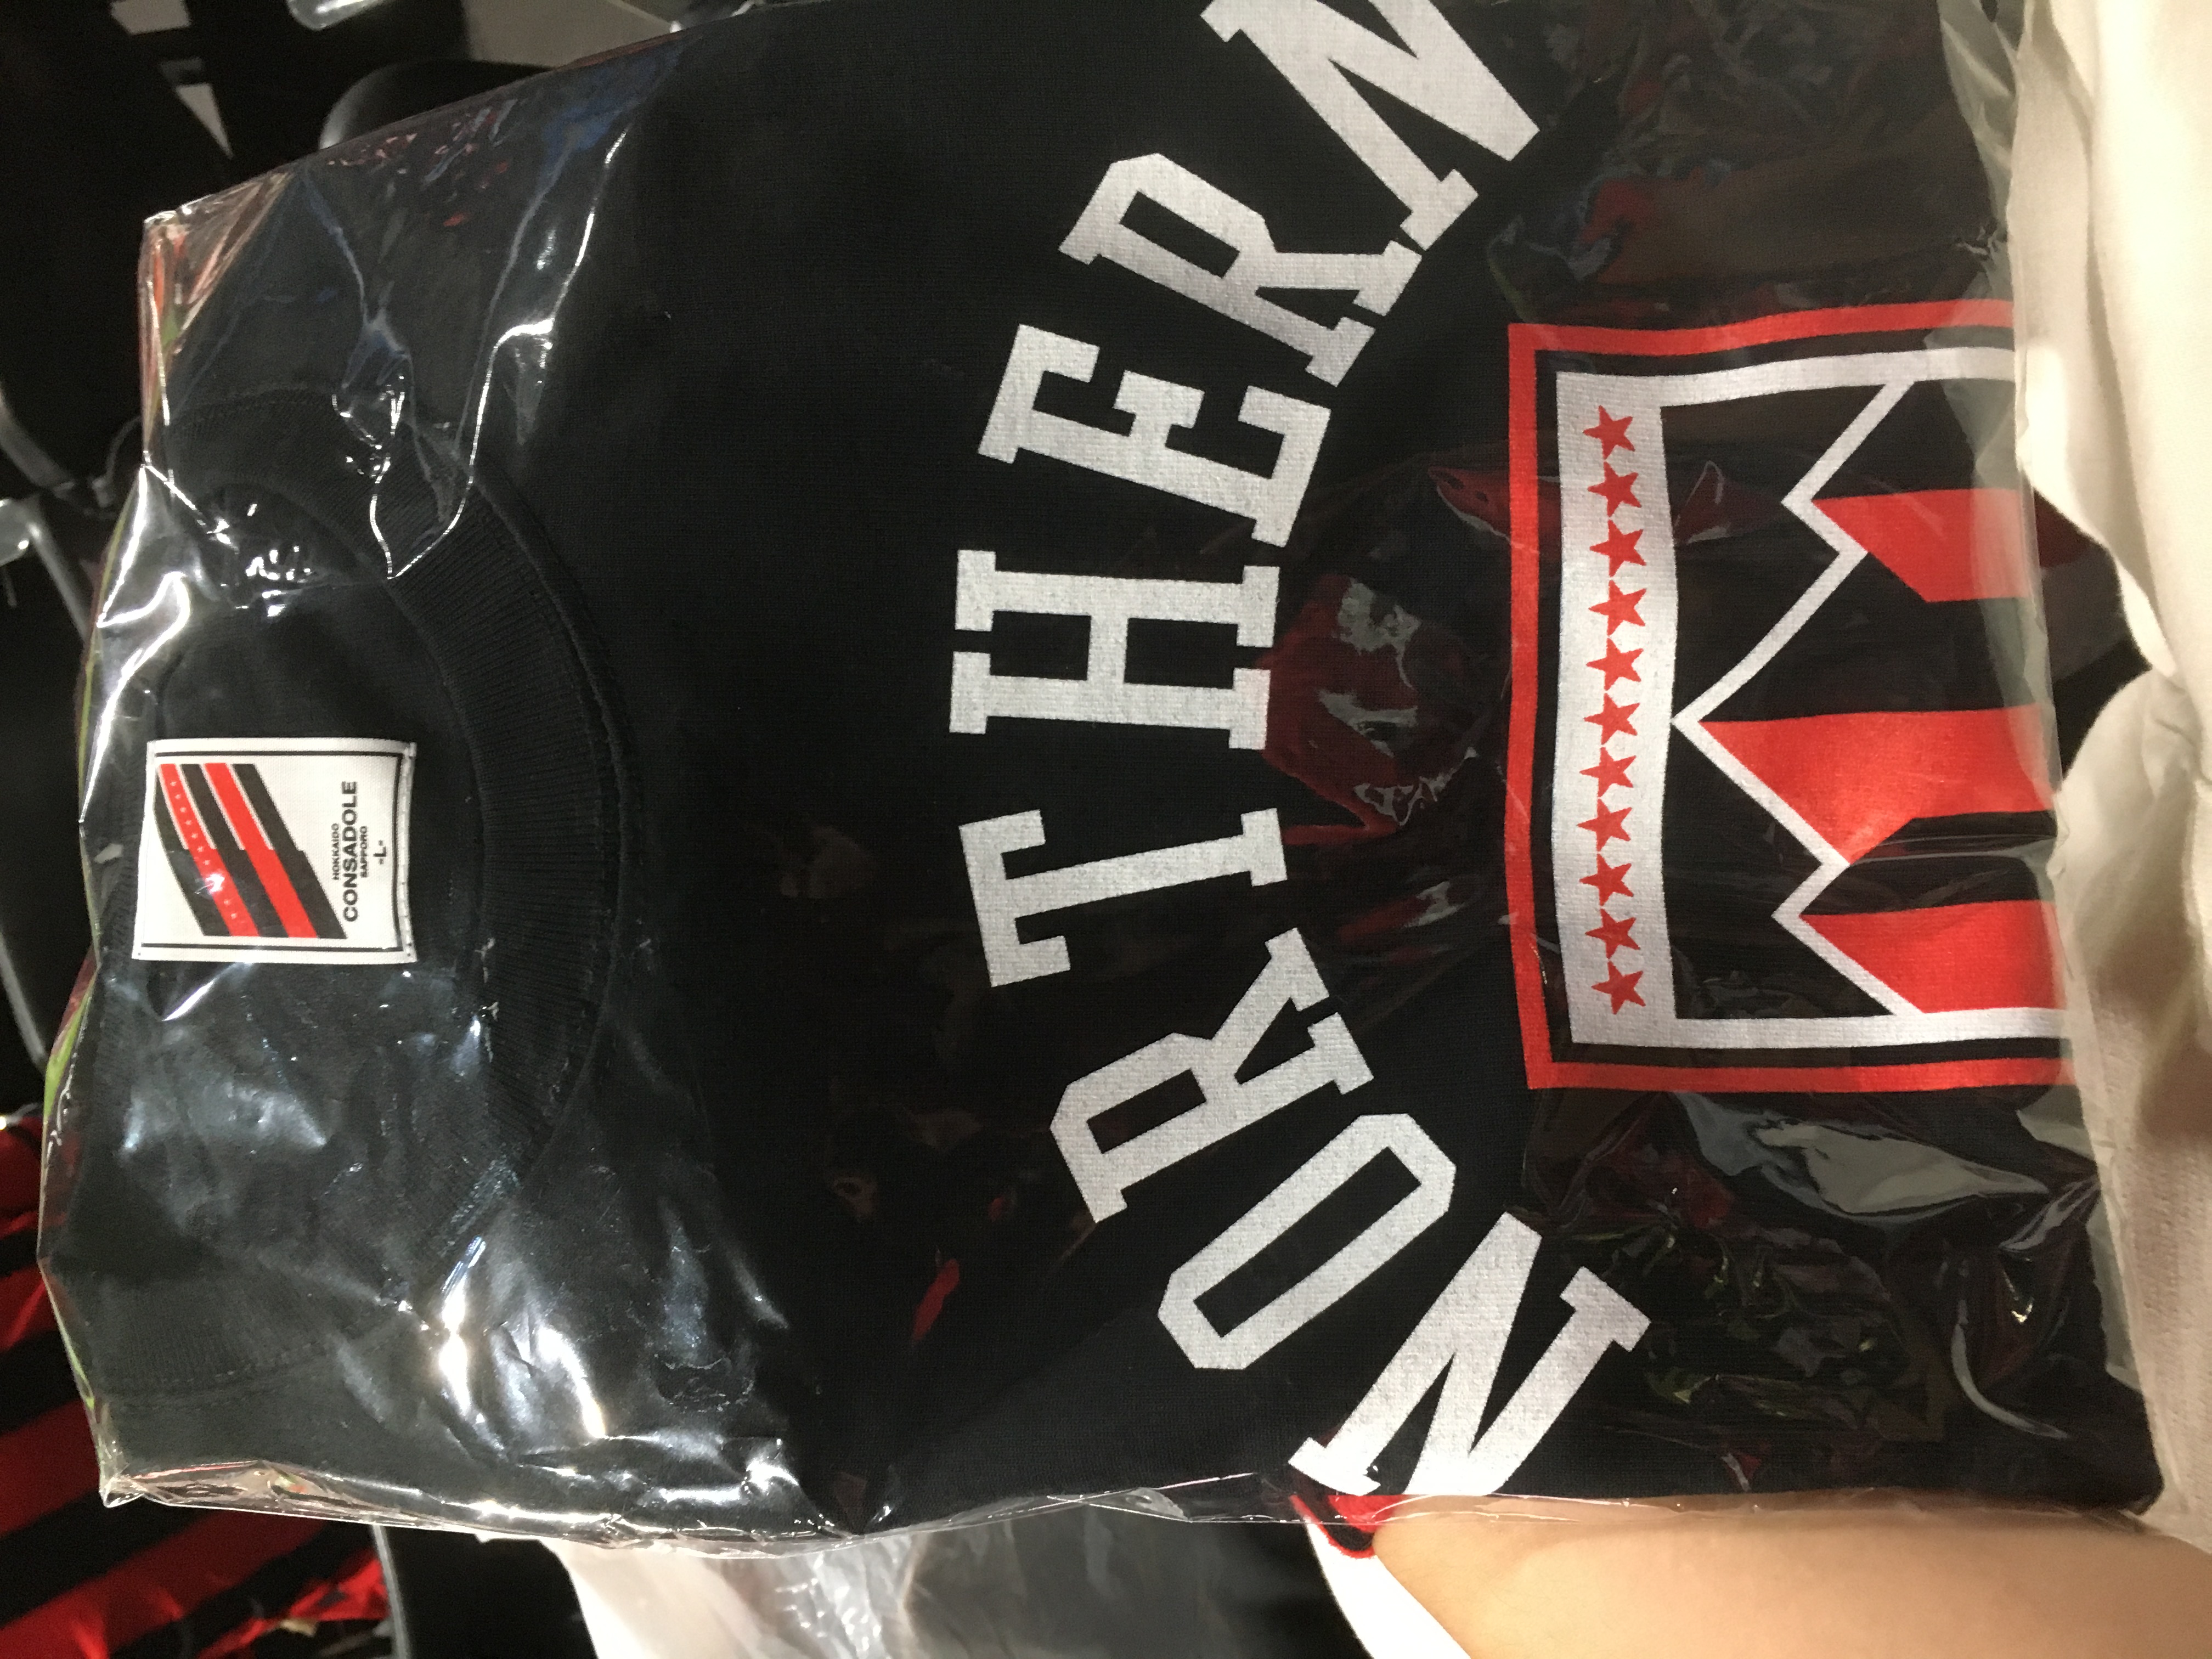 HOKKAIDO
CONSADOLE
SAPPORO
-L-
NORTHERN